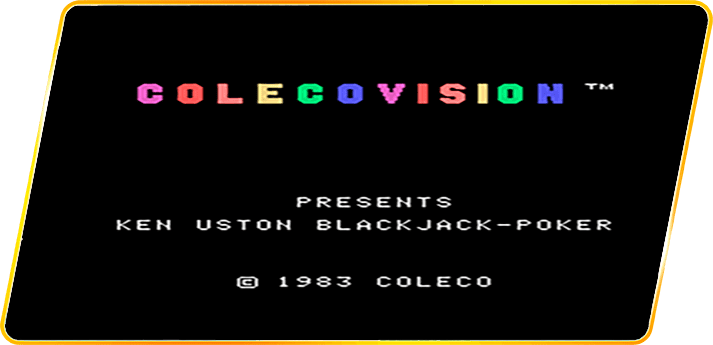 COLECOVISION™
PRESENTS
KEN USTON BLACKJACK-POKER
© 1983 COLECO